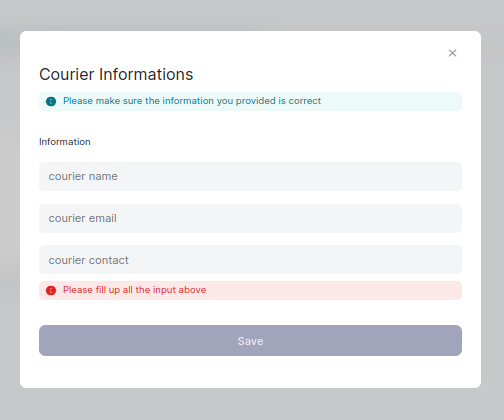 Courier Informations
Please make sure the information you provided is correct
Information
courier name
courier email
courier contact
Please fill up all the input above
Save